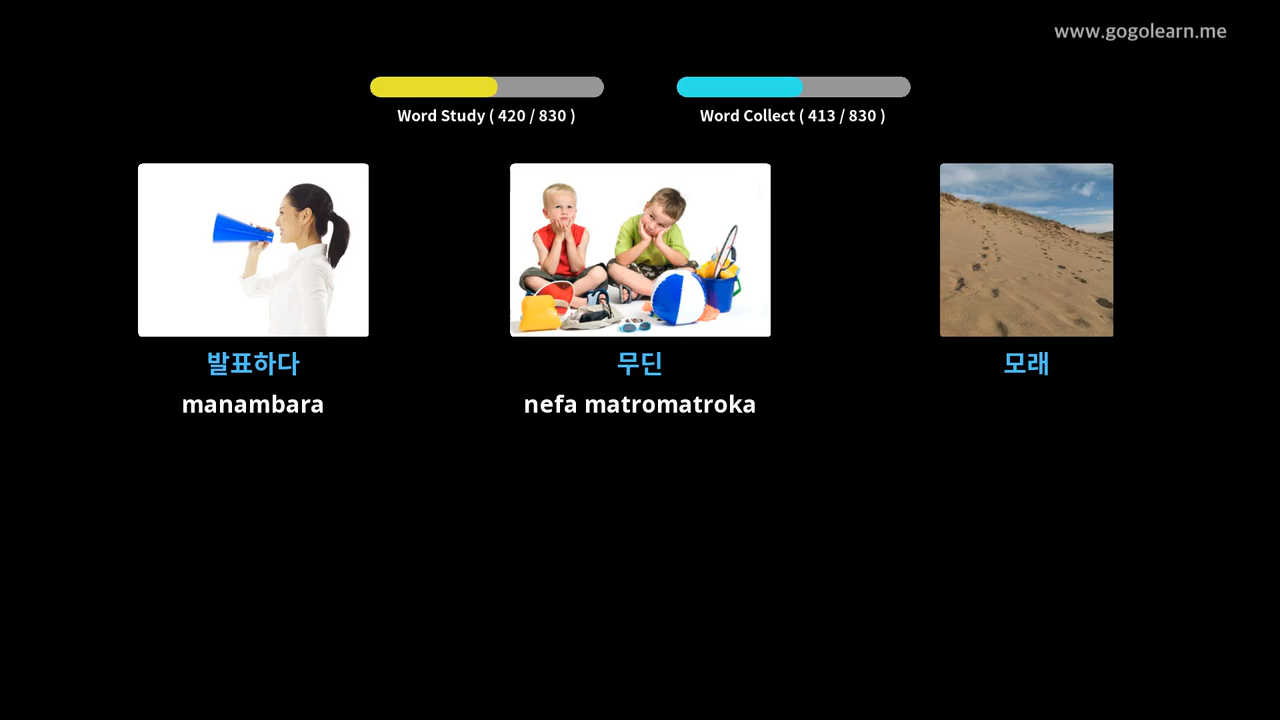 www.gogolearn.me
Word Study ( 420 / 830 )
Word Collect ( 413 / 830 )
발표하다
무딘
모래
manambara
nefa matromatroka